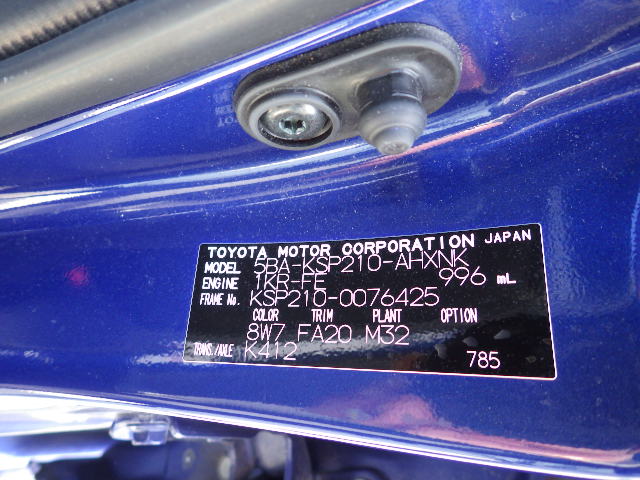 TOYOTA MOTOR CORPORATION JAPAN
MODEL 5BA-KSP210-AHXNK
ENGINE 1KR-FE 996 mL
FRAME No. KSP210-0076425
COLOR TRIM PLANT OPTION
8W7 FA20 M32
TRANS./AXLE K412 785